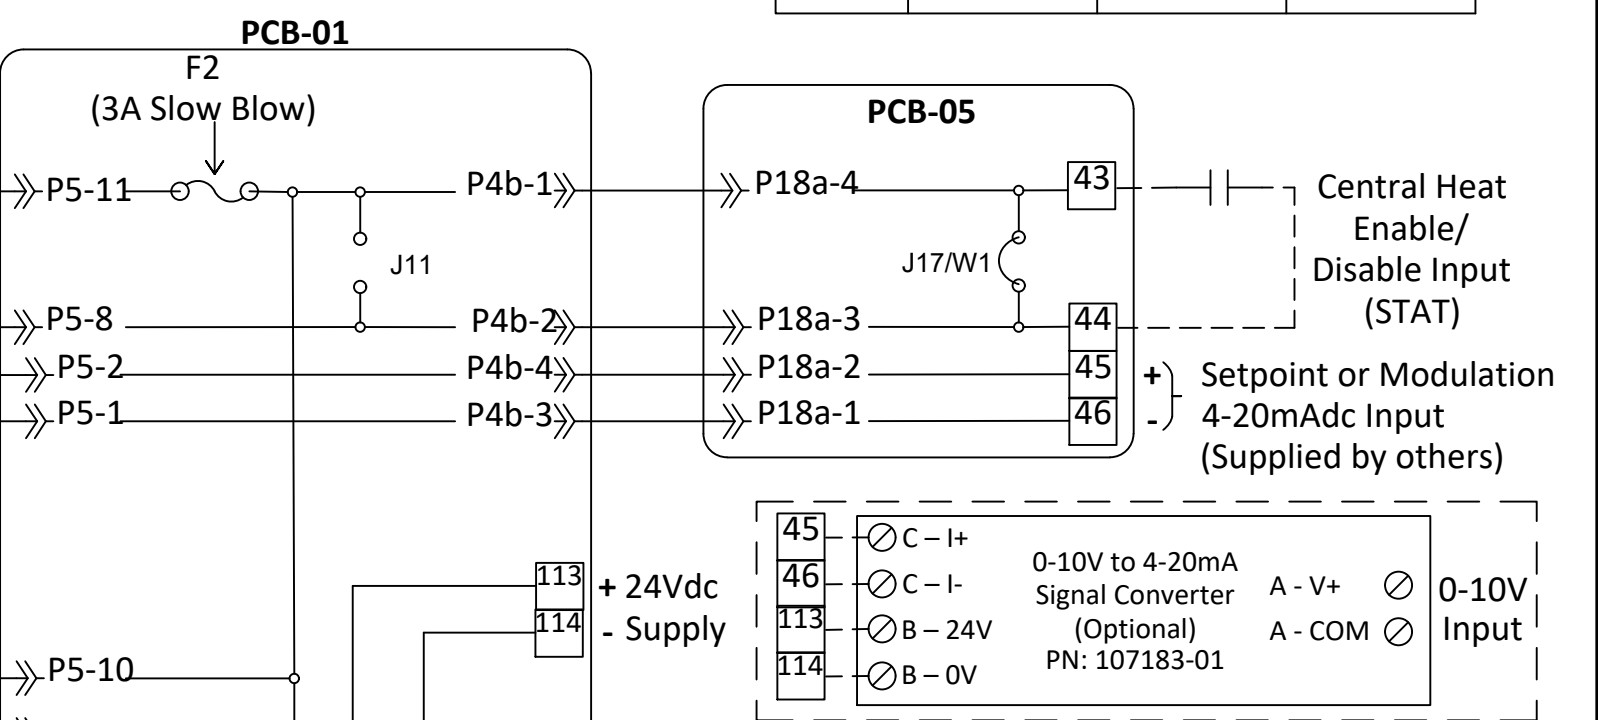 PCB-01
F2
(3A Slow Blow)
PCB-05
P5-11
P4b-1
P18a-4
43
Central Heat
Enable/
Disable Input
(STAT)
J11
J17/W1
P5-8
P4b-2
P18a-3
44
P5-2
P4b-4
P18a-2
45
+
Setpoint or Modulation
P5-1
P4b-3
P18a-1
46
-
4-20mAdc Input
(Supplied by others)
113
+ 24Vdc
114
- Supply
P5-10
45
C – I+
46
C – I-
113
B – 24V
114
B – 0V
0-10V to 4-20mA
Signal Converter
(Optional)
PN: 107183-01
A - V+
A - COM
0-10V
Input